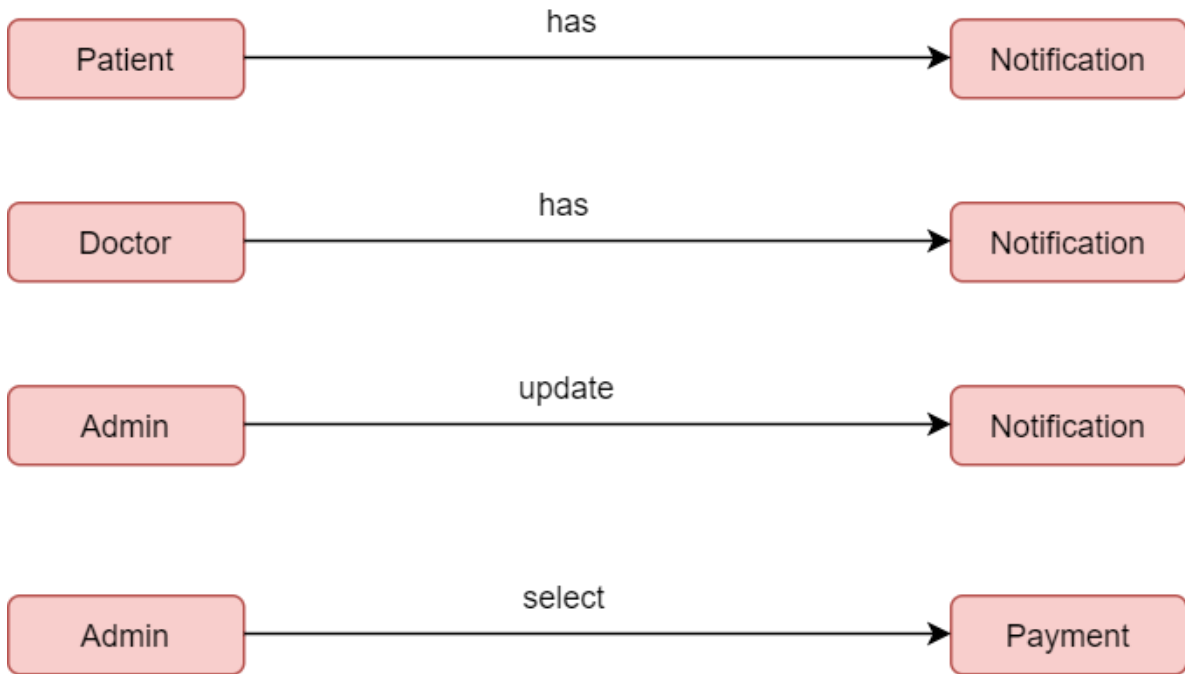 has
Patient
Notification
has
Doctor
Notification
update
Admin
Notification
select
Admin
Payment